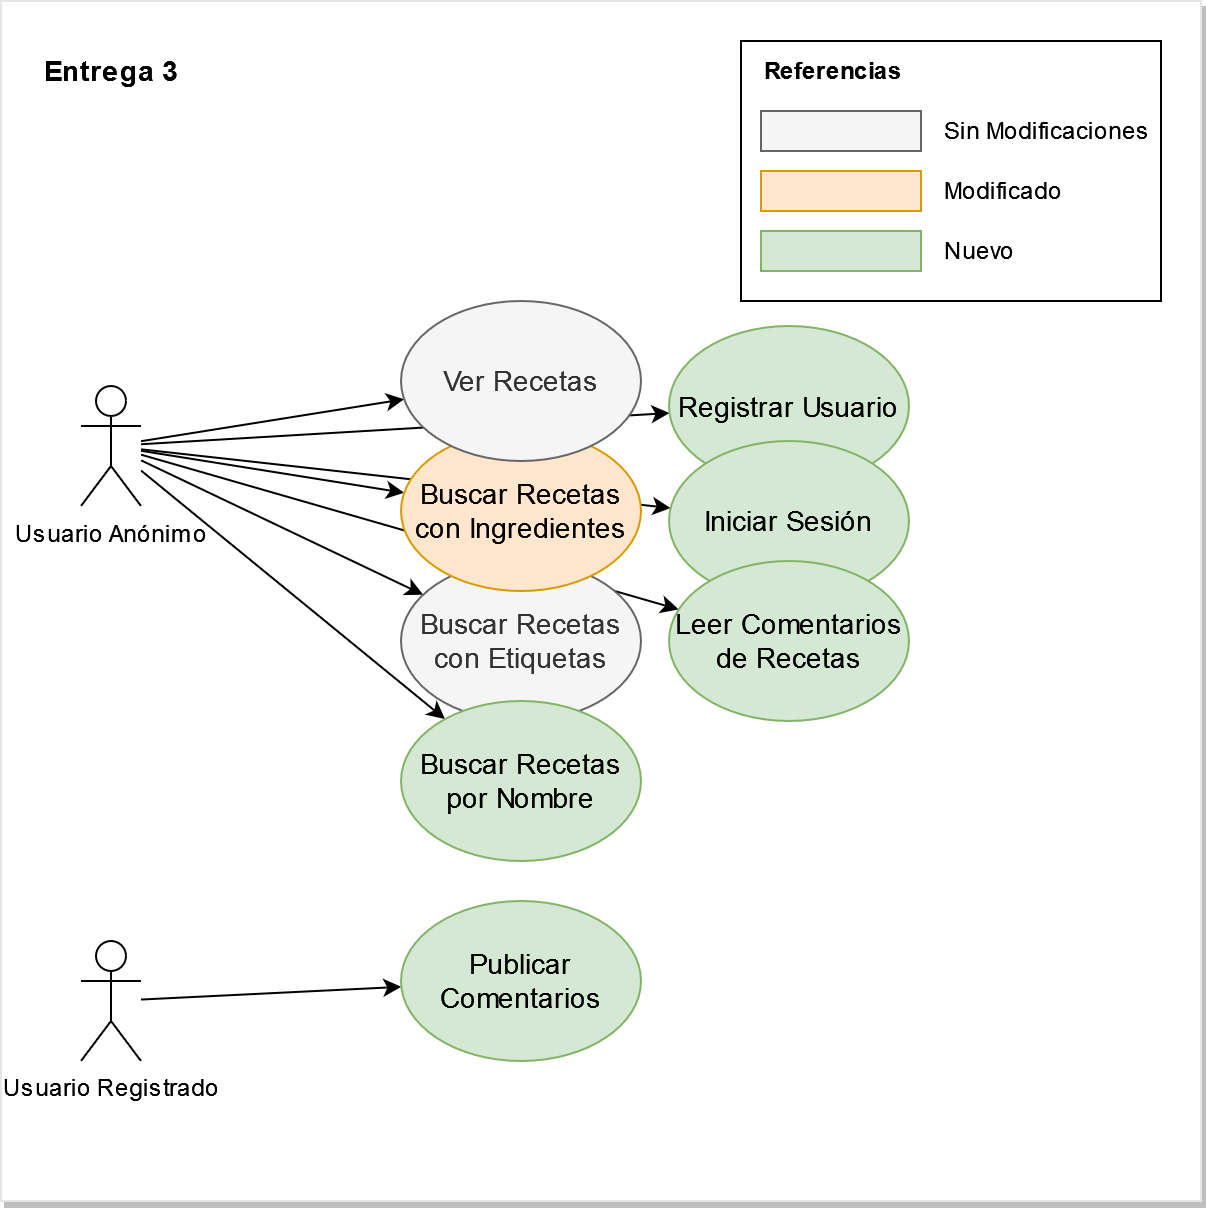 Entrega 3
Referencias
Sin Modificaciones
Modificado
Nuevo
Ver Recetas
Registrar Usuario
Buscar Recetas
con Ingredientes
Iniciar Sesión
Usuario Anónimo
Buscar Recetas
con Etiquetas
Leer Comentarios
de Recetas
Buscar Recetas
por Nombre
Publicar
Comentarios
Usuario Registrado